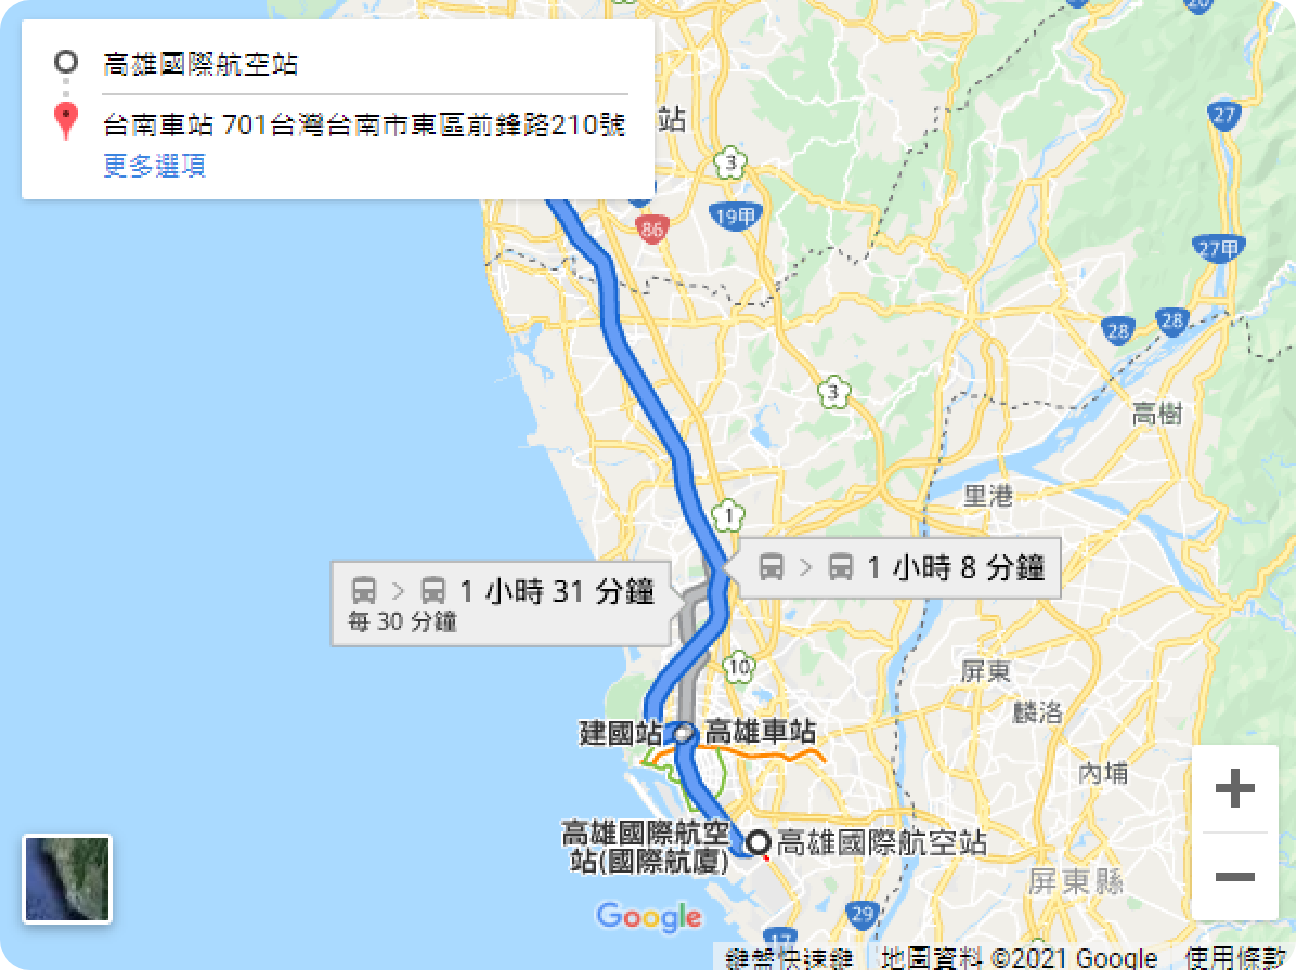 高雄國際航空站
台南車站 701台灣台南市東區前鋒路210號
更多選項
站
20
27
3
86
19甲
27甲
28
28
3
高樹
里港
1
1 小時 8 分鐘
1 小時 31 分鐘
每 30 分鐘
10
屏東
麟洛
建國站
高雄車站
內埔
高雄國際航空
站(國際航廈)
高雄國際航空站
屏東縣
29
17
Google
鍵盤快速鍵
地圖資料 ©2021 Google
使用條款